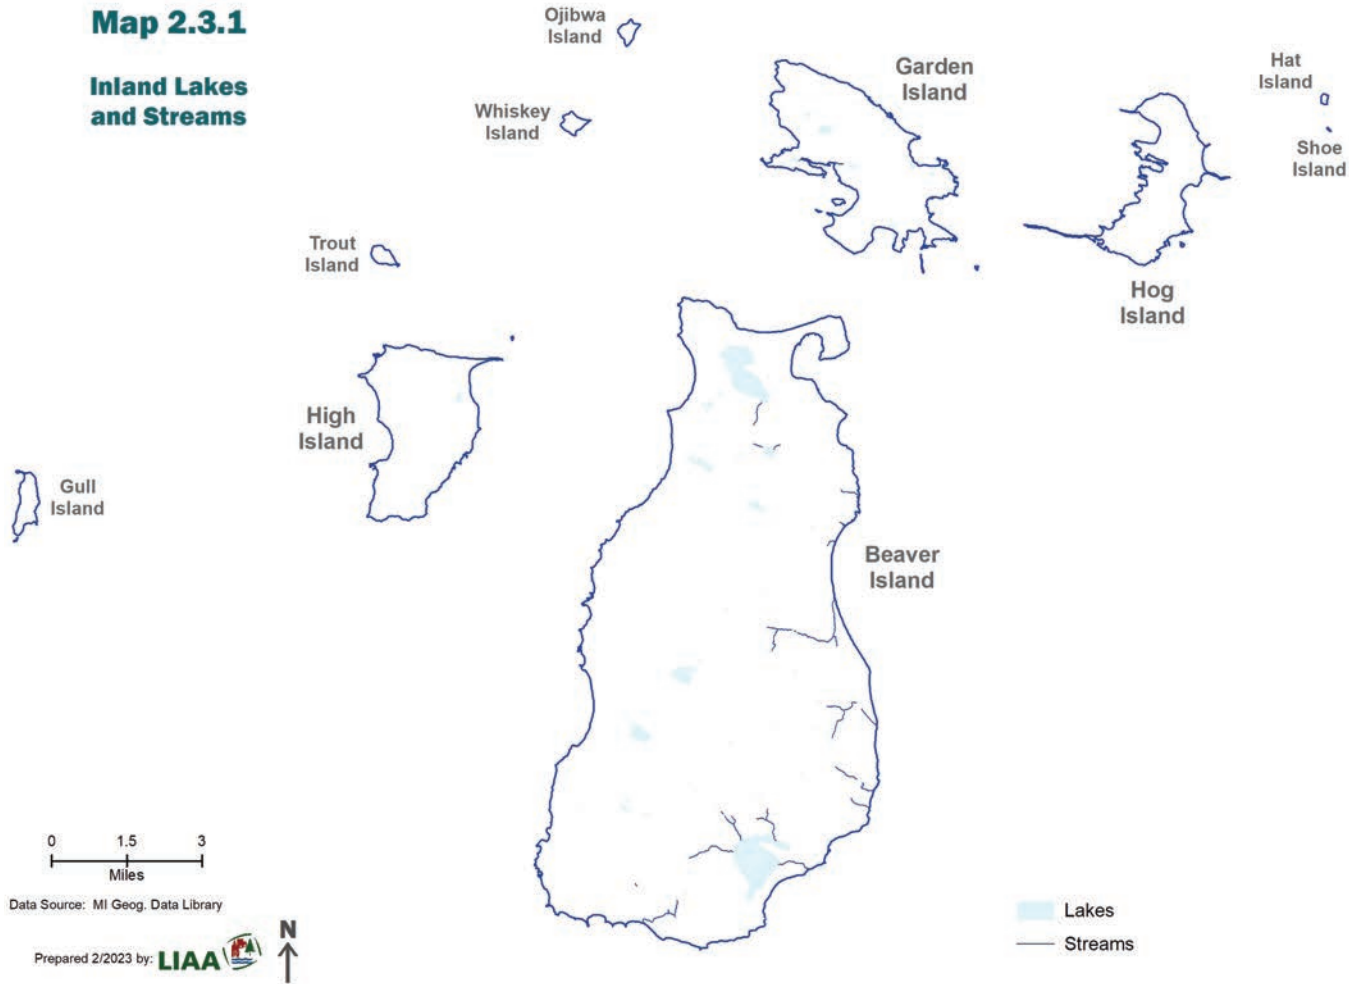 Map 2.3.1
Inland Lakes
and Streams
Ojibwa
Island
Whiskey
Island
Garden
Island
Hat
Island
Shoe
Island
Trout
Island
Hog
Island
High
Island
Gull
Island
Beaver
Island
0 1.5 3
Miles
Data Source: MI Geog. Data Library
Prepared 2/2023 by: LIAA
N
Lakes
Streams